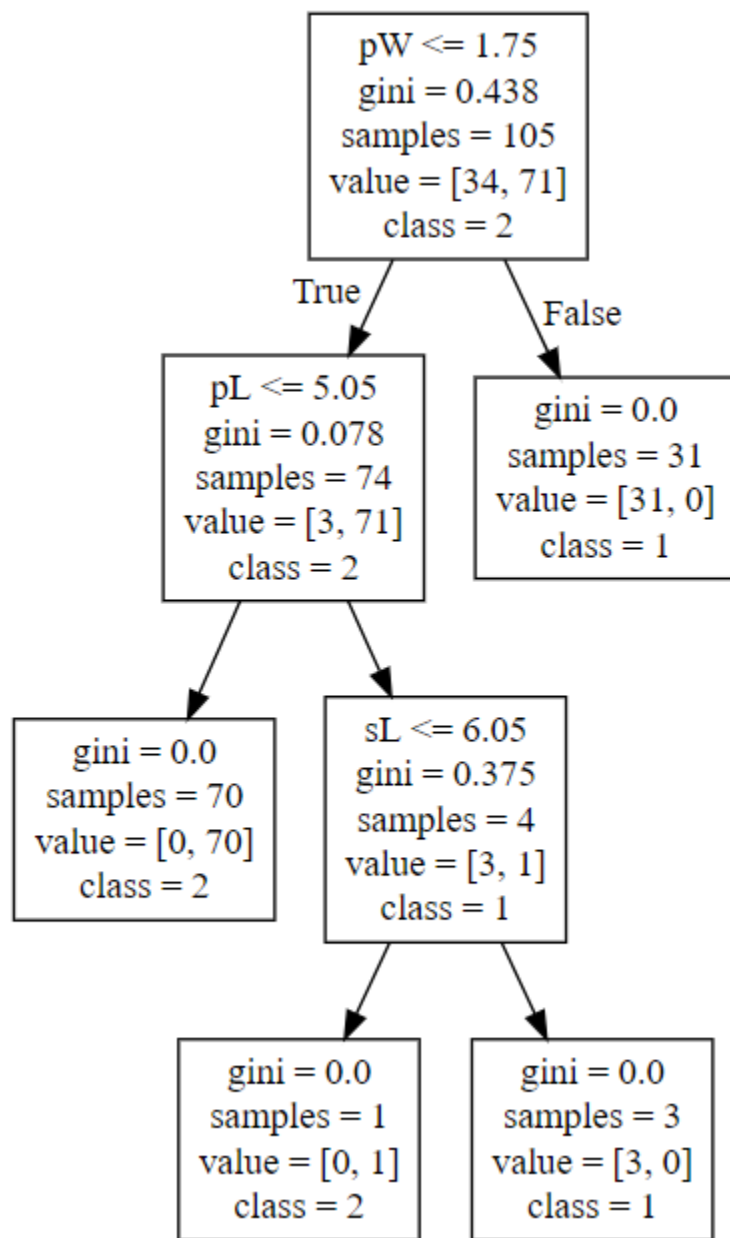 pW <= 1.75
gini = 0.438
samples = 105
value = [34, 71]
class = 2
True
False
pL <= 5.05
gini = 0.078
samples = 74
value = [3, 71]
class = 2
gini = 0.0
samples = 31
value = [31, 0]
class = 1
gini = 0.0
samples = 70
value = [0, 70]
class = 2
sL <= 6.05
gini = 0.375
samples = 4
value = [3, 1]
class = 1
gini = 0.0
samples = 1
value = [0, 1]
class = 2
gini = 0.0
samples = 3
value = [3, 0]
class = 1